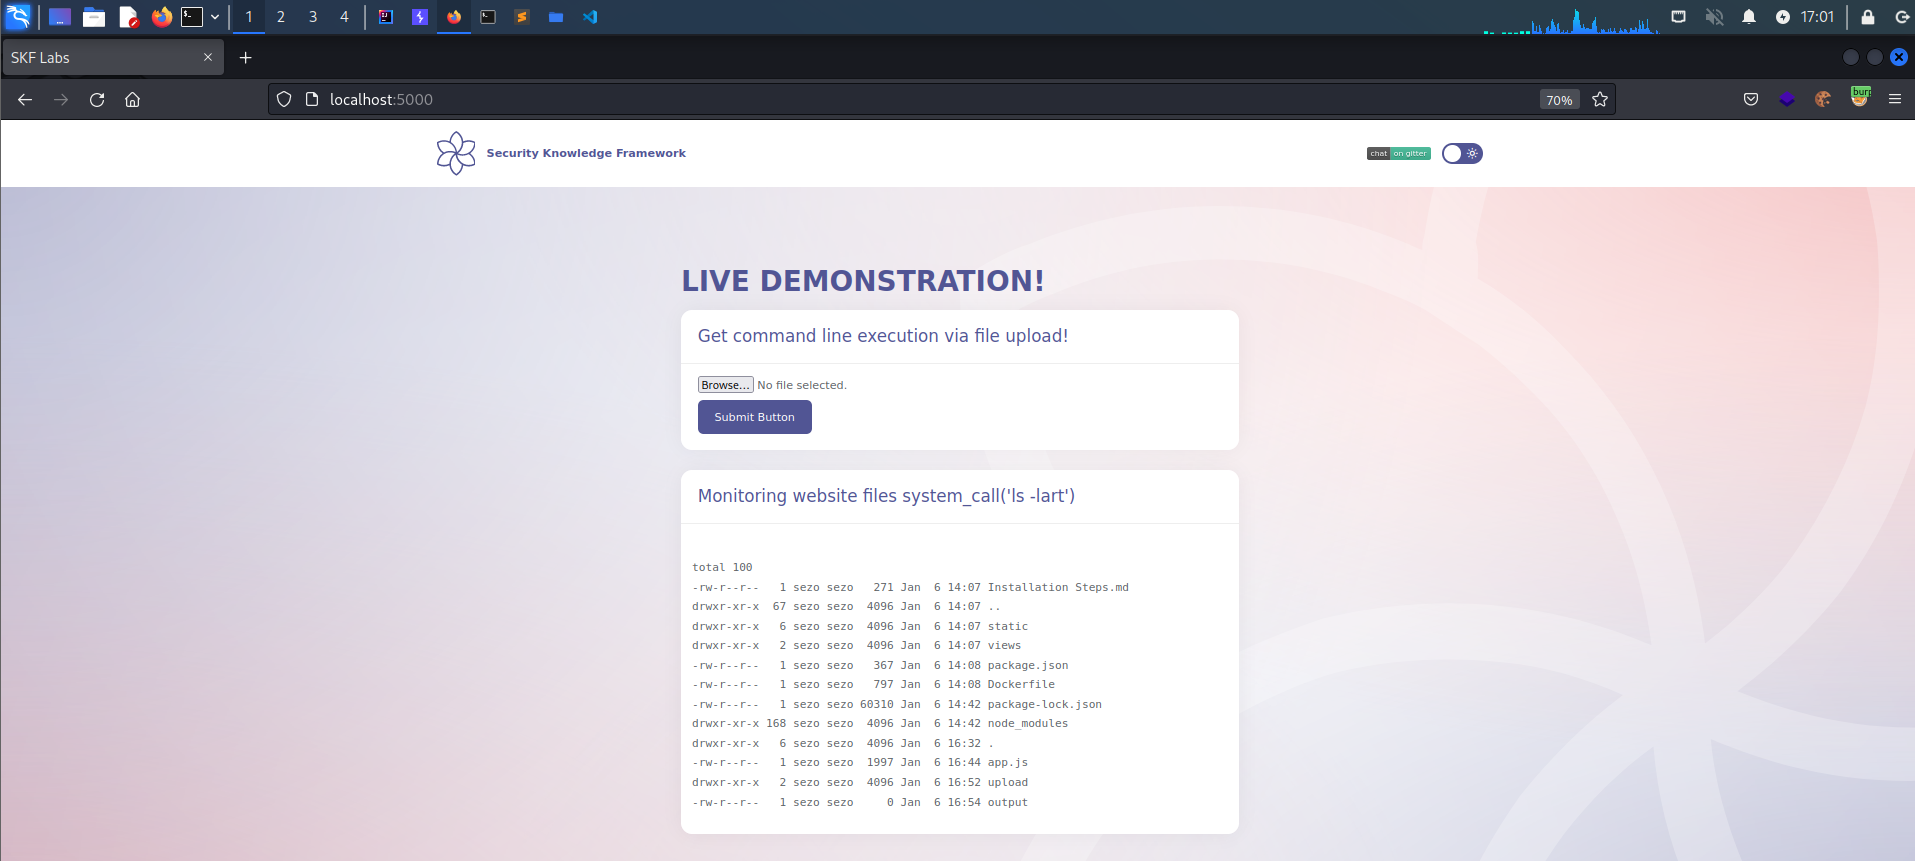 1 2 3 4 17:01
SKF Labs
localhost:5000 70% burp
Security Knowledge Framework chat on gitter
LIVE DEMONSTRATION!
Get command line execution via file upload!
Browse... No file selected.
Submit Button
Monitoring website files system_call('ls -lart')
total 100
-rw-r--r--   1 sezo sezo   271 Jan  6 14:07 Installation Steps.md
drwxr-xr-x  67 sezo sezo  4096 Jan  6 14:07 ..
drwxr-xr-x   6 sezo sezo  4096 Jan  6 14:07 static
drwxr-xr-x   2 sezo sezo  4096 Jan  6 14:07 views
-rw-r--r--   1 sezo sezo   367 Jan  6 14:08 package.json
-rw-r--r--   1 sezo sezo   797 Jan  6 14:08 Dockerfile
-rw-r--r--   1 sezo sezo 60310 Jan  6 14:42 package-lock.json
drwxr-xr-x 168 sezo sezo  4096 Jan  6 14:42 node_modules
drwxr-xr-x   6 sezo sezo  4096 Jan  6 16:32 .
-rw-r--r--   1 sezo sezo  1997 Jan  6 16:44 app.js
drwxr-xr-x   2 sezo sezo  4096 Jan  6 16:52 upload
-rw-r--r--   1 sezo sezo     0 Jan  6 16:54 output